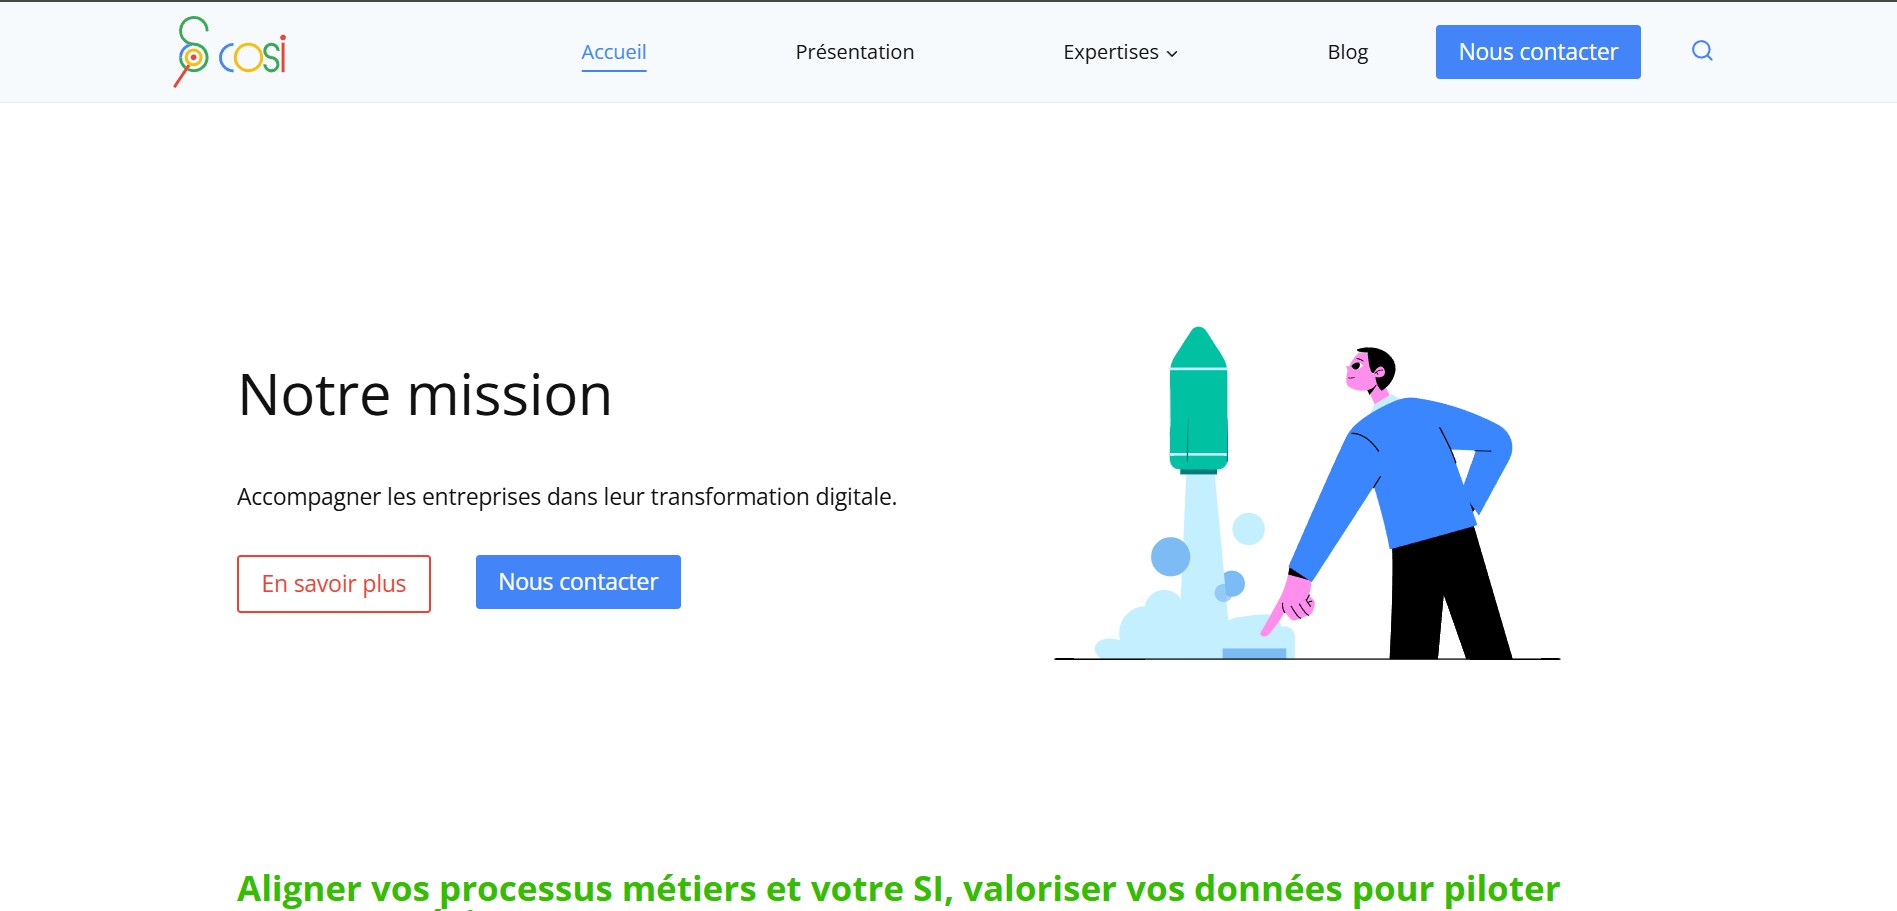 cosi
Accueil
Présentation
Expertises
Blog
Nous contacter
Notre mission
Accompagner les entreprises dans leur transformation digitale.
En savoir plus
Nous contacter
Aligner vos processus métiers et votre SI, valoriser vos données pour piloter